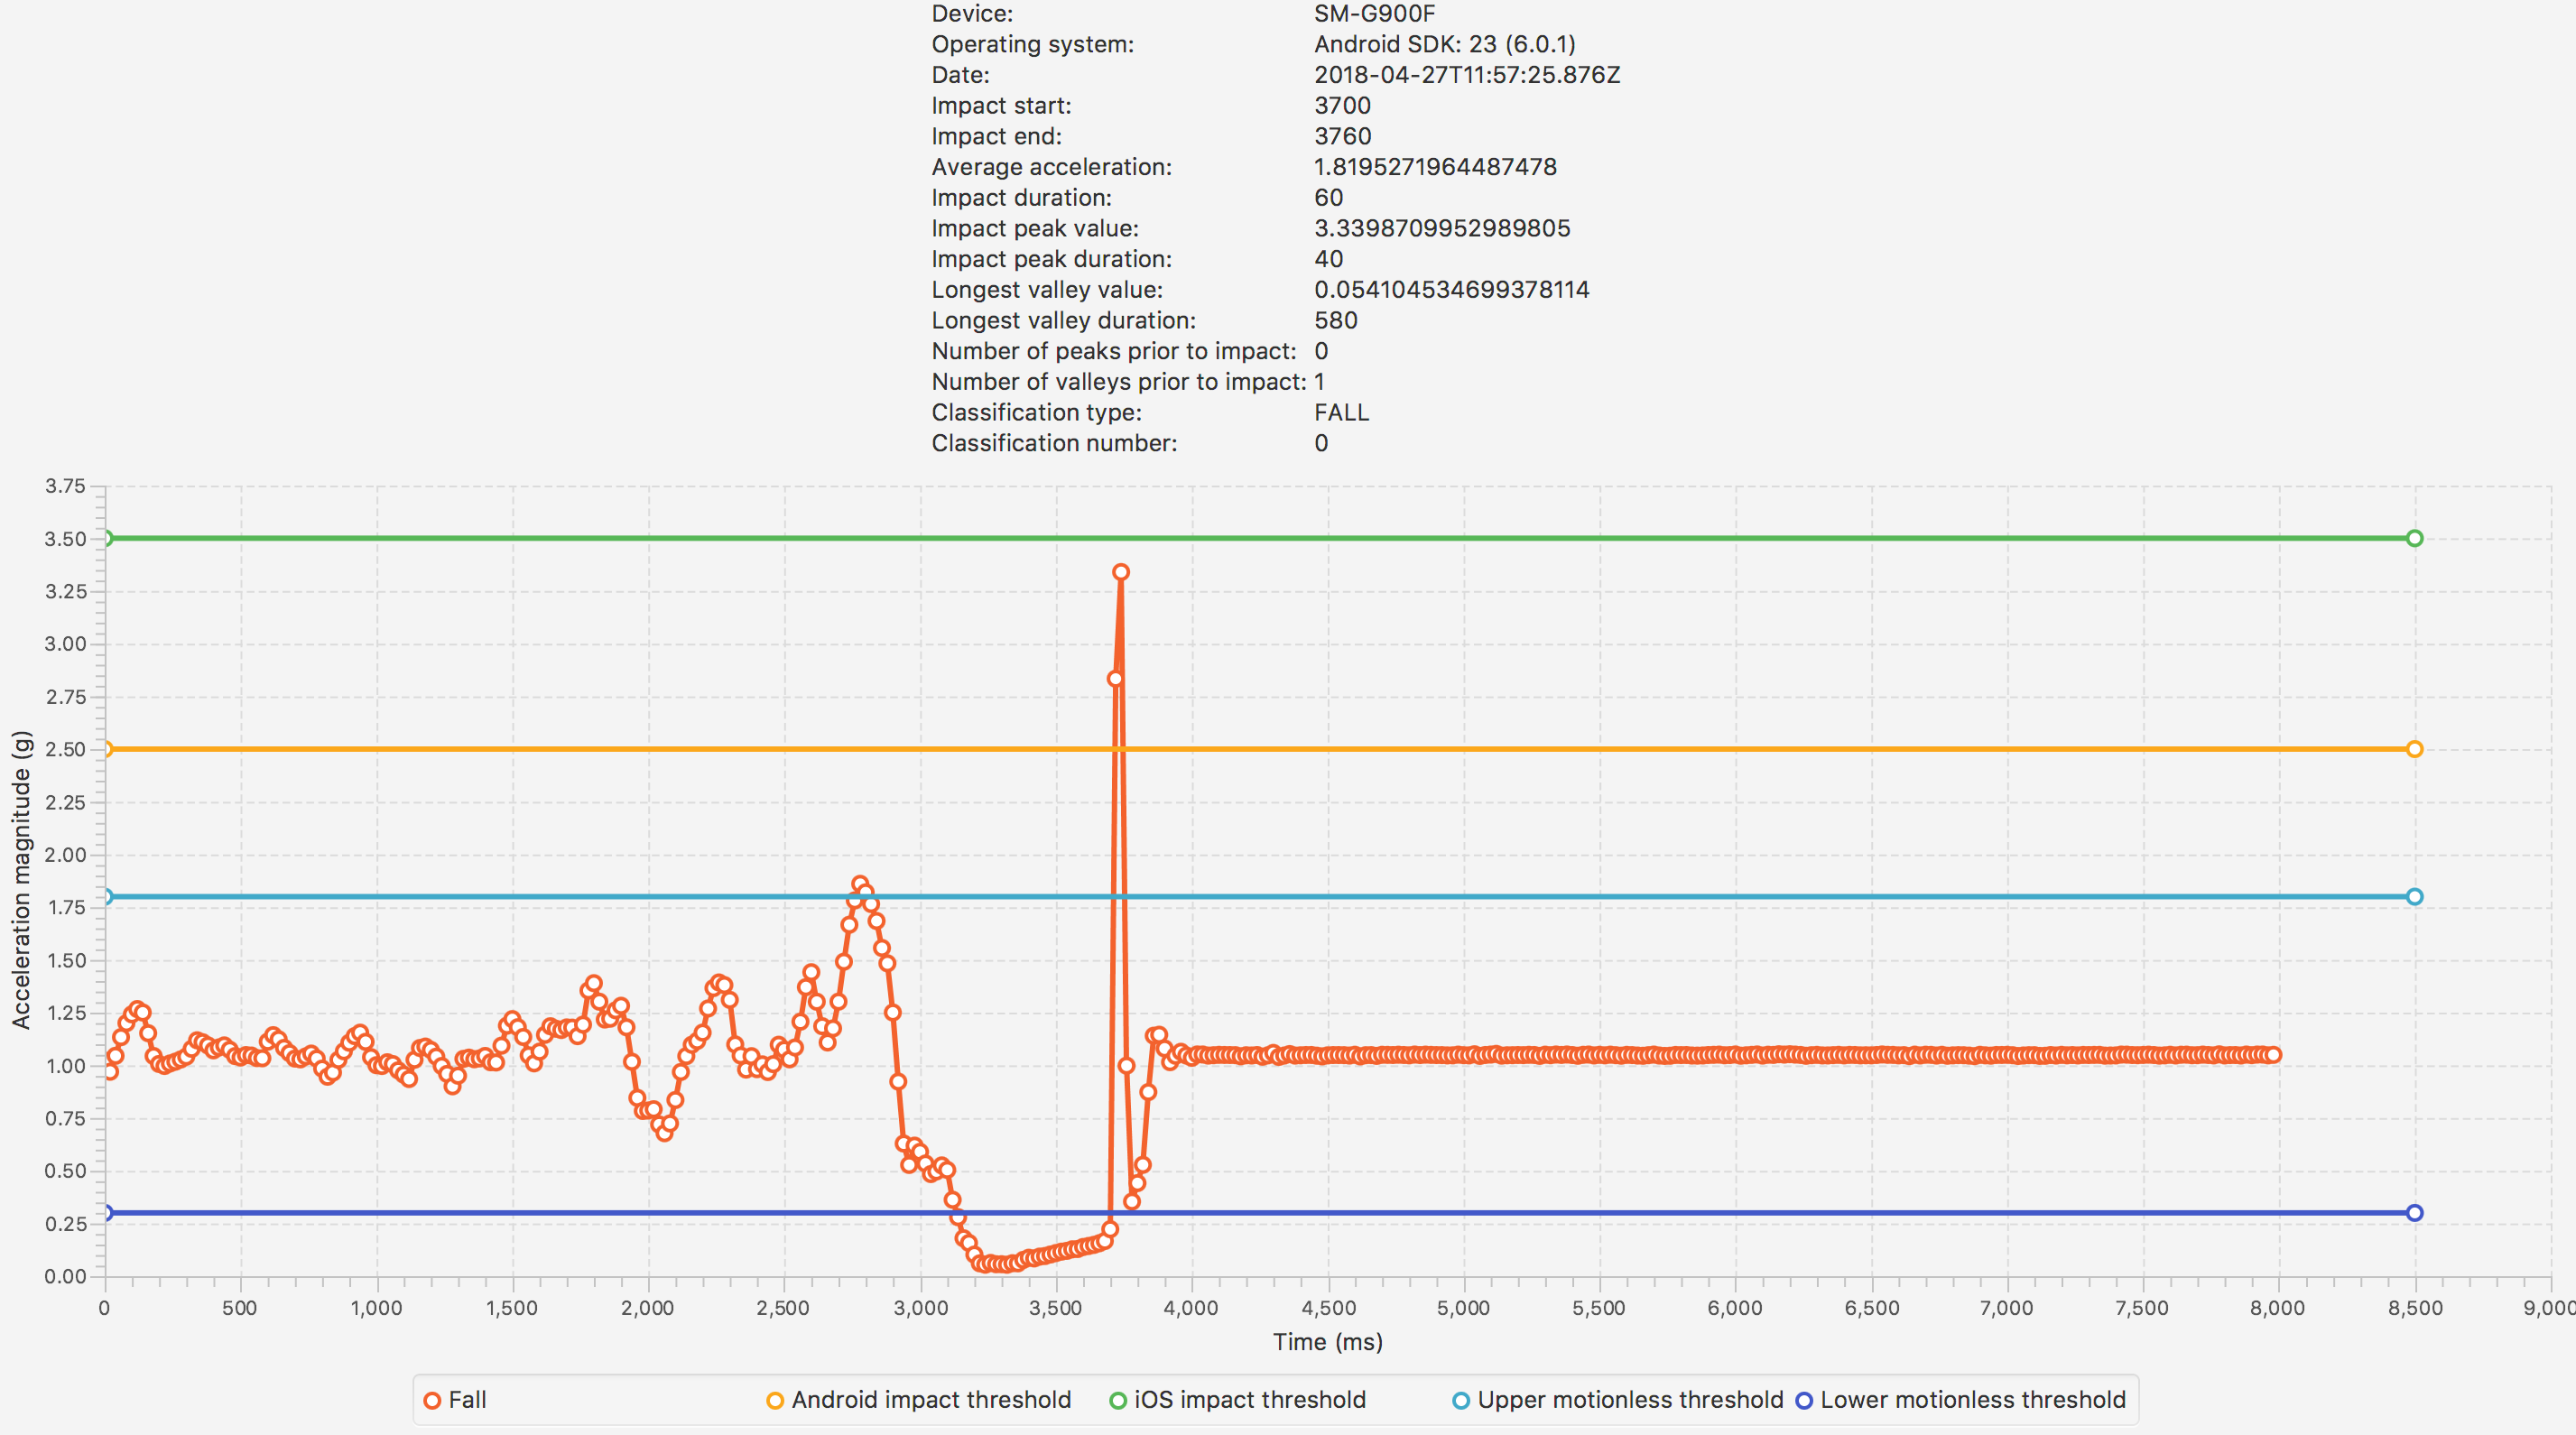 Device: SM-G900F
Operating system: Android SDK: 23 (6.0.1)
Date: 2018-04-27T11:57:25.876Z
Impact start: 3700
Impact end: 3760
Average acceleration: 1.8195271964487478
Impact duration: 60
Impact peak value: 3.3398709952989805
Impact peak duration: 40
Longest valley value: 0.054104534699378114
Longest valley duration: 580
Number of peaks prior to impact: 0
Number of valleys prior to impact: 1
Classification type: FALL
Classification number: 0
3.75
3.50
3.25
3.00
2.75
2.50
2.25
2.00
1.75
1.50
1.25
1.00
0.75
0.50
0.25
0.00
Acceleration magnitude (g)
0 500 1,000 1,500 2,000 2,500 3,000 3,500 4,000 4,500 5,000 5,500 6,000 6,500 7,000 7,500 8,000 8,500 9,000
Time (ms)
Fall Android impact threshold iOS impact threshold Upper motionless threshold Lower motionless threshold